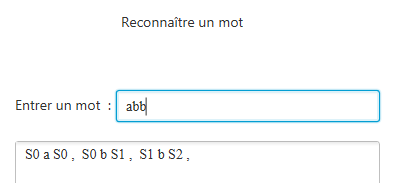 Reconnaître un mot
Entrer un mot : abb
S0 a S0 , S0 b S1 , S1 b S2 ,